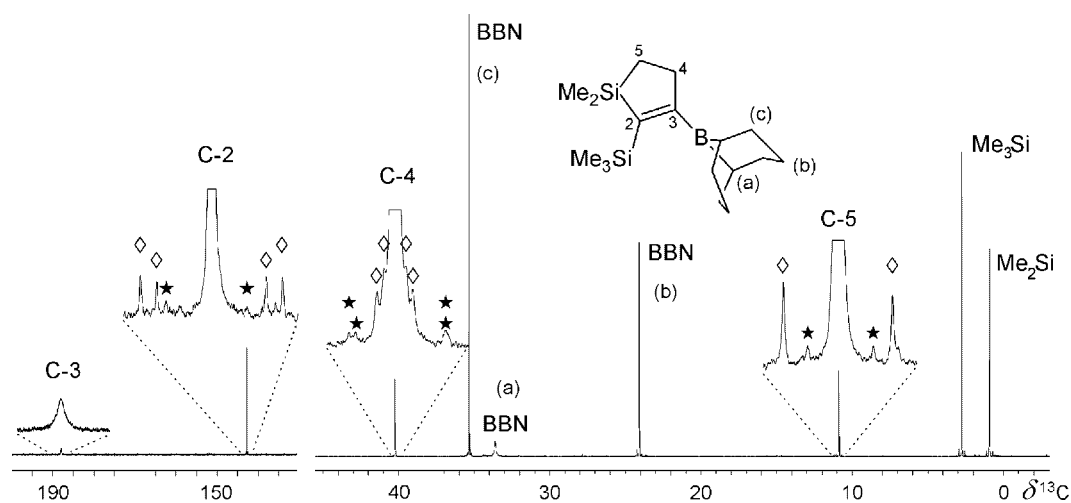 BBN
(c)
5
4
Me2Si
2
3
B
(c)
Me3Si
(b)
(a)
C-2
C-4
C-5
C-3
(a)
BBN
BBN
(b)
Me3Si
Me2Si
190
150
40
30
20
10
0
δ13C